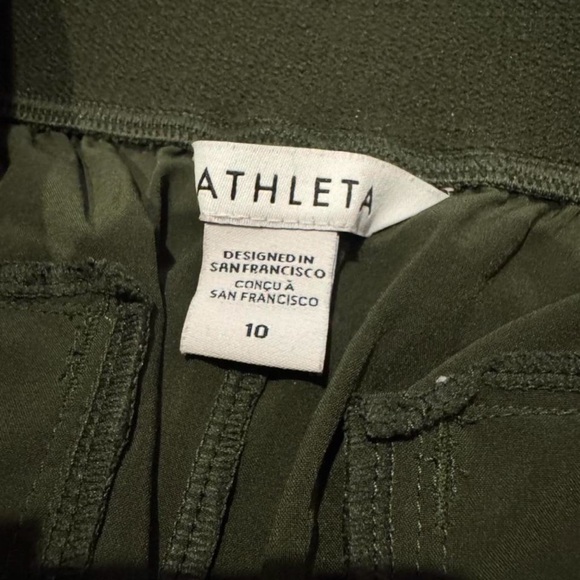 ATHLETA
DESIGNED IN
SAN FRANCISCO
CONÇU À
SAN FRANCISCO
10